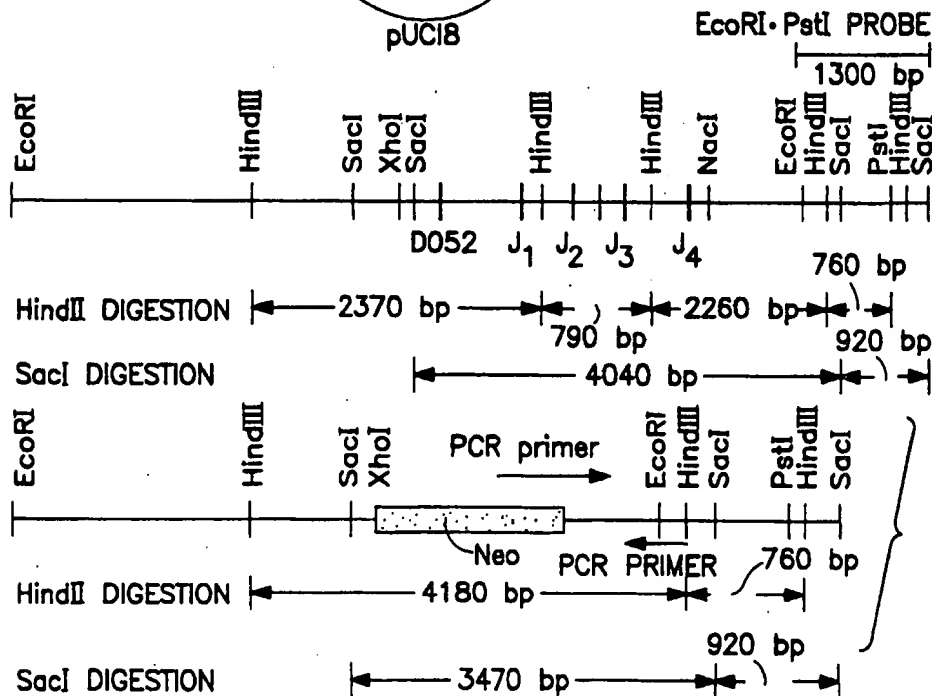 pUC18
EcoRI·PstI PROBE
1300 bp
EcoRI
HindIII
SacI
XhoI
SacI
HindIII
HindIII
NacI
EcoRI
HindIII
SacI
PstI
HindIII
SacI
D052 J1 J2 J3 J4
HindII DIGESTION 2370 bp 790 bp 2260 bp 760 bp
SacI DIGESTION 4040 bp 920 bp
EcoRI
HindIII
SacI
XhoI
PCR primer
EcoRI
HindIII
SacI
PstI
HindIII
SacI
Neo
PCR PRIMER
HindII DIGESTION 4180 bp 760 bp
SacI DIGESTION 3470 bp 920 bp